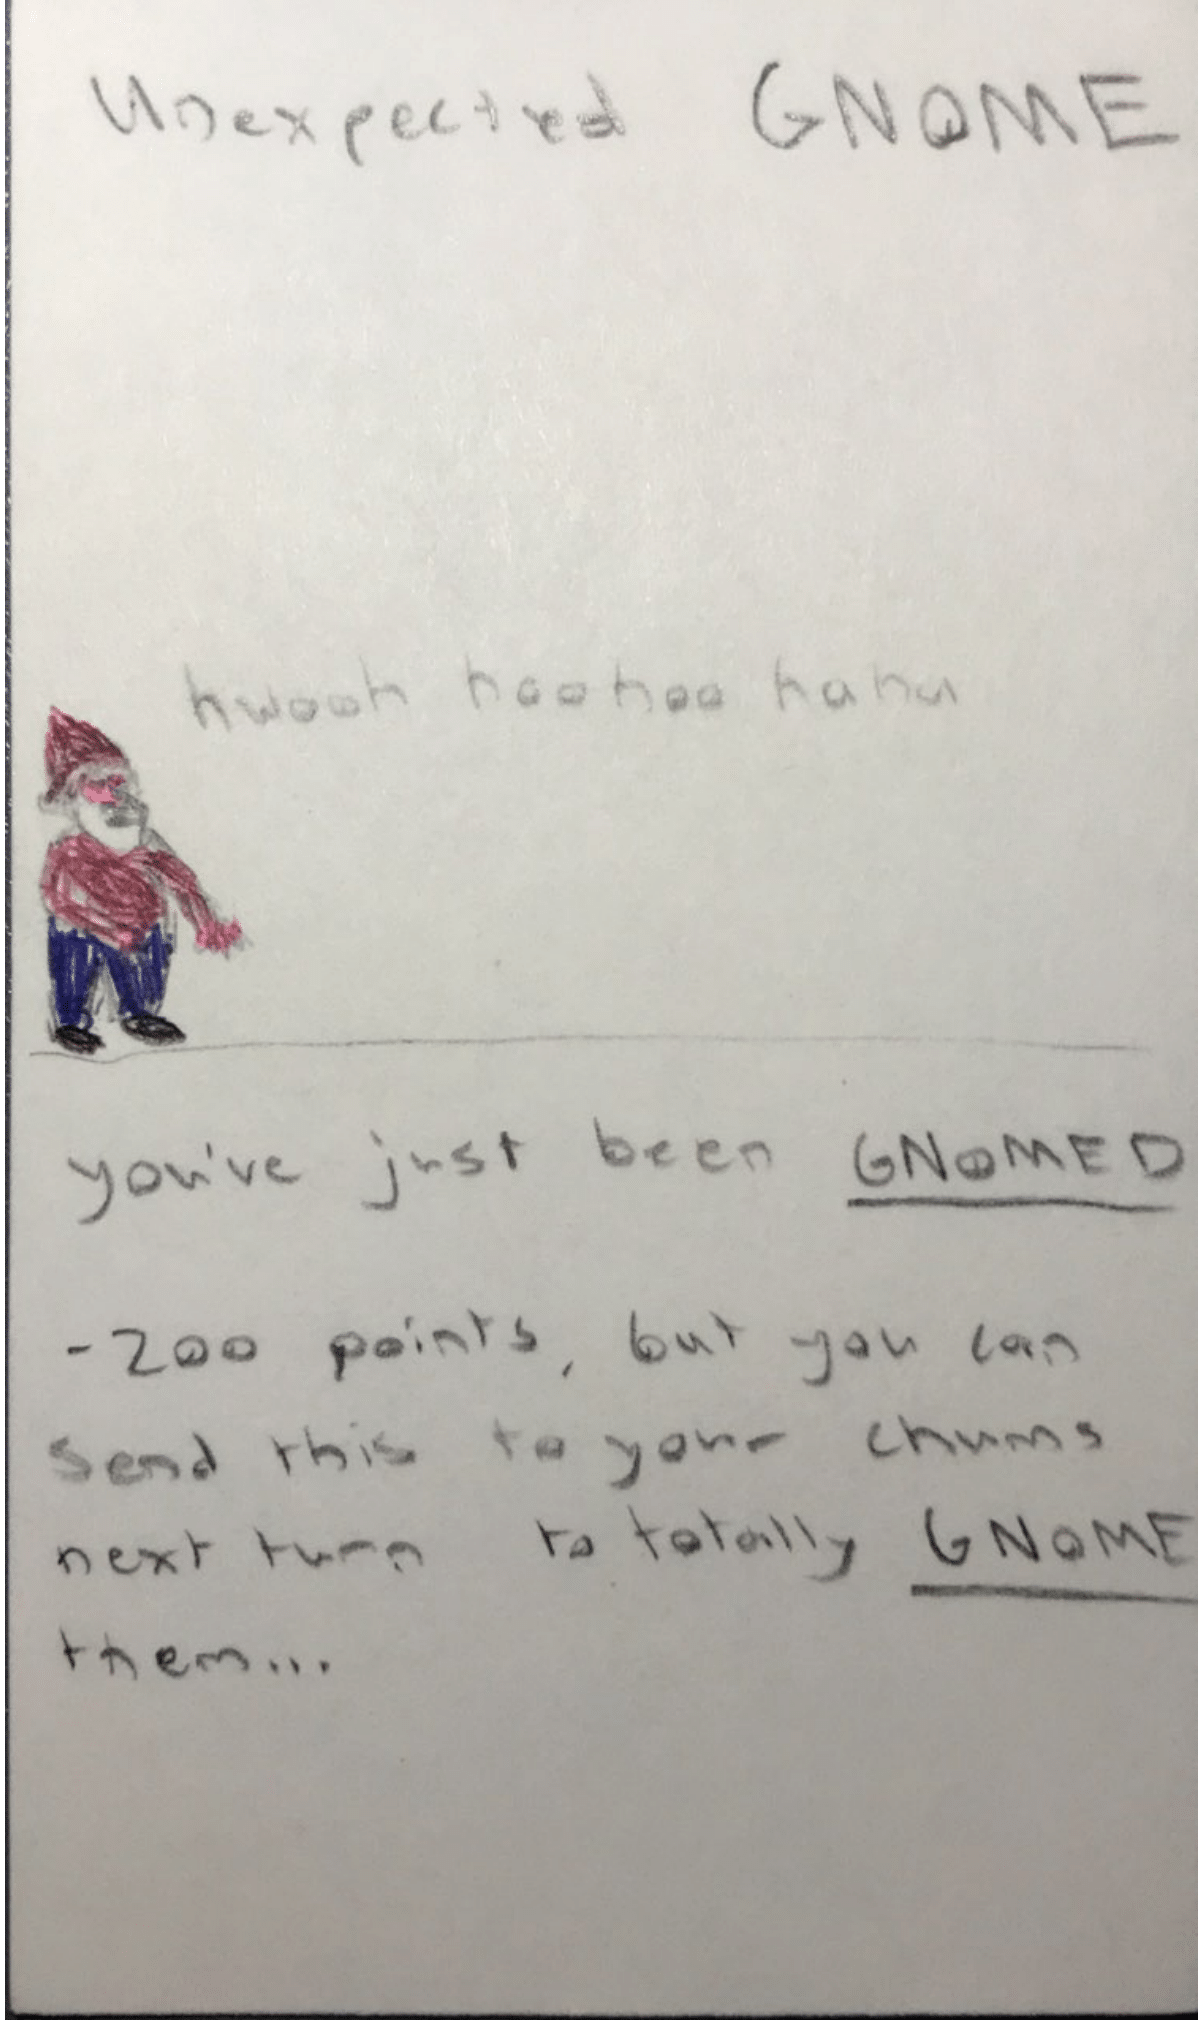 Unexpected GNOME
hwooh hoohoo haha
you've just been GNOMED
-200 points, but you can
send this to your chums
next turn to totally GNOME
them...